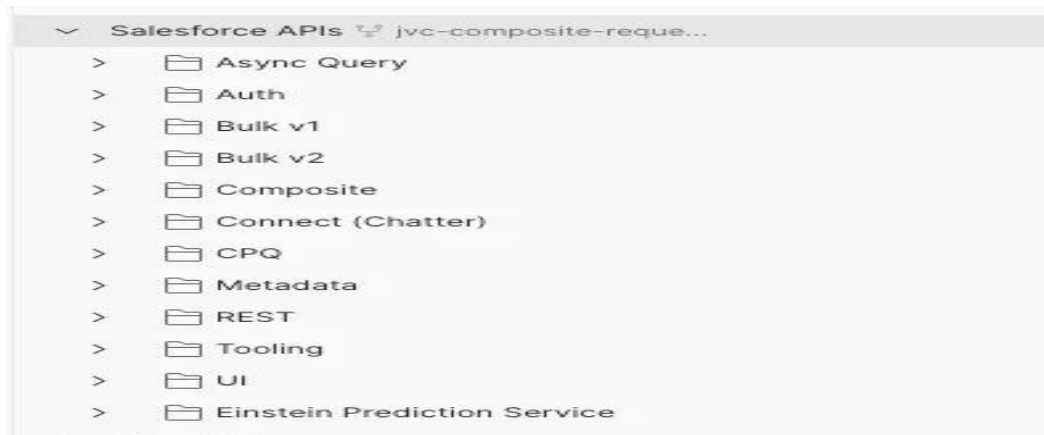 Salesforce APIs jvc-composite-reque...
Async Query
Auth
Bulk v1
Bulk v2
Composite
Connect (Chatter)
CPQ
Metadata
REST
Tooling
UI
Einstein Prediction Service